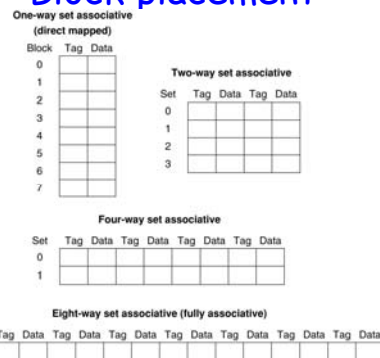 Block placement
One-way set associative
(direct mapped)
Block Tag Data
0
1
2
3
4
5
6
7
Two-way set associative
Set Tag Data Tag Data
0
1
2
3
Four-way set associative
Set Tag Data Tag Data Tag Data Tag Data
0
1
Eight-way set associative (fully associative)
Tag Data Tag Data Tag Data Tag Data Tag Data Tag Data Tag Data